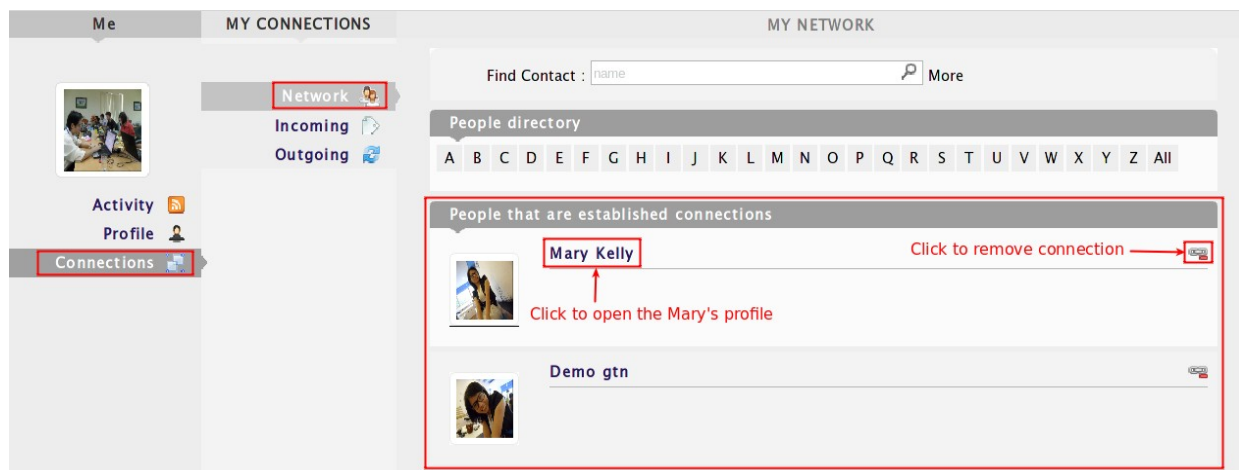 Me
MY CONNECTIONS
MY NETWORK
Find Contact : name More
Network
Incoming
Outgoing
People directory
A B C D E F G H I J K L M N O P Q R S T U V W X Y Z All
Activity
Profile
Connections
People that are established connections
Mary Kelly
Click to remove connection
Click to open the Mary's profile
Demo gtn